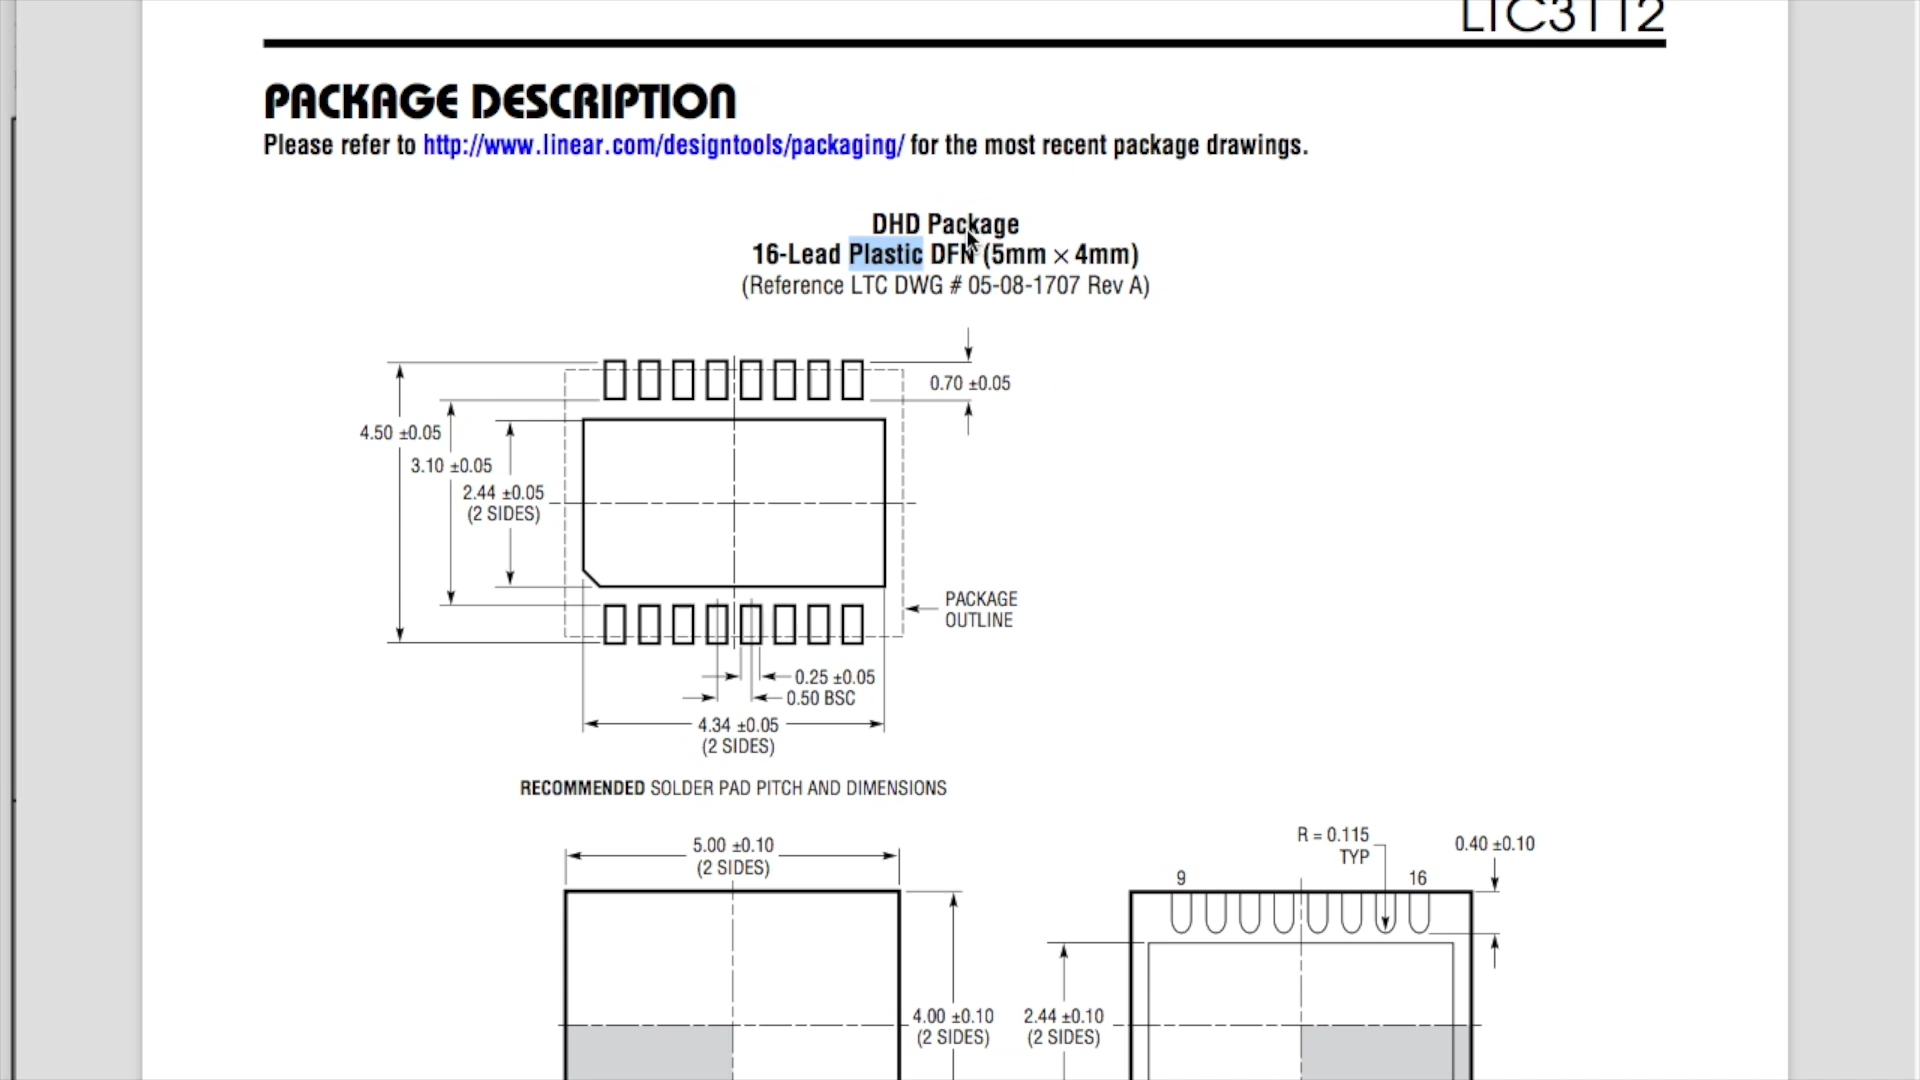 LTC3112
PACKAGE DESCRIPTION
Please refer to http://www.linear.com/designtools/packaging/ for the most recent package drawings.
DHD Package
16-Lead Plastic DFN (5mm × 4mm)
(Reference LTC DWG # 05-08-1707 Rev A)
0.70 ±0.05
4.50 ±0.05
3.10 ±0.05
2.44 ±0.05
(2 SIDES)
PACKAGE
OUTLINE
0.25 ±0.05
0.50 BSC
4.34 ±0.05
(2 SIDES)
RECOMMENDED SOLDER PAD PITCH AND DIMENSIONS
5.00 ±0.10
(2 SIDES)
R = 0.115
TYP
0.40 ±0.10
9
16
4.00 ±0.10
(2 SIDES)
2.44 ±0.10
(2 SIDES)